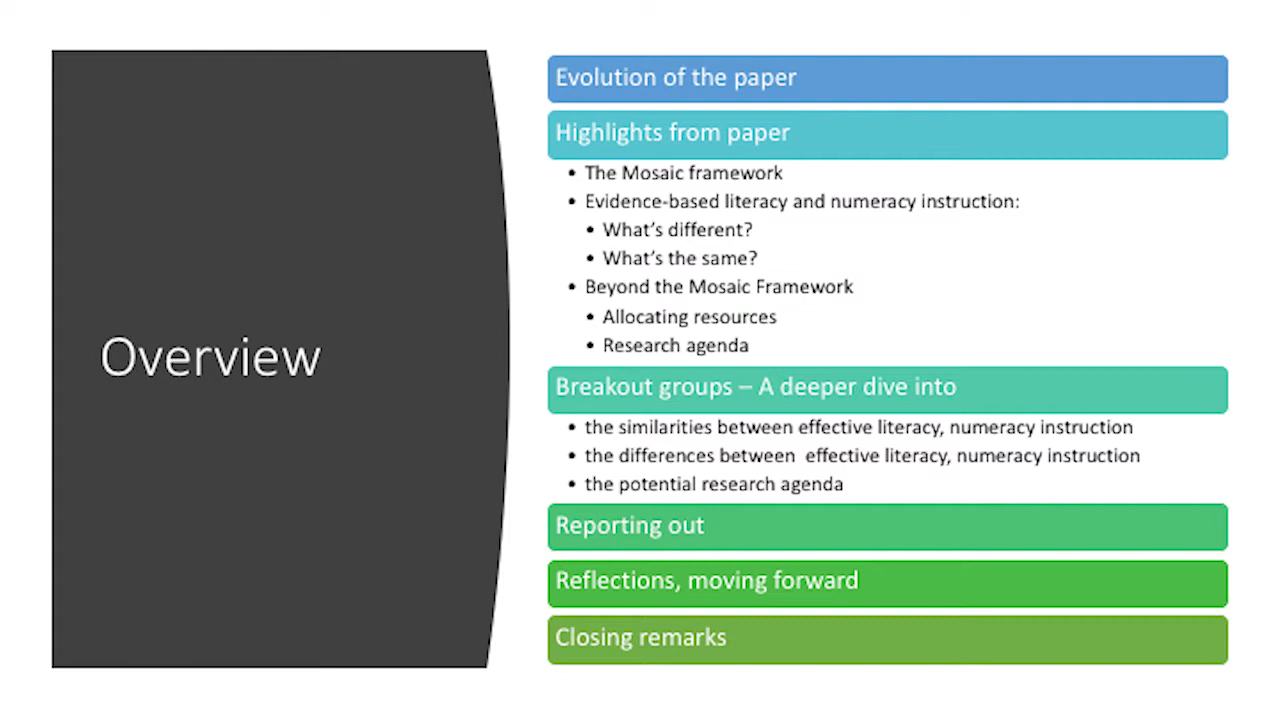 Overview
Evolution of the paper
Highlights from paper
• The Mosaic framework
• Evidence-based literacy and numeracy instruction:
• What's different?
• What's the same?
• Beyond the Mosaic Framework
• Allocating resources
• Research agenda
Breakout groups – A deeper dive into
• the similarities between effective literacy, numeracy instruction
• the differences between  effective literacy, numeracy instruction
• the potential research agenda
Reporting out
Reflections, moving forward
Closing remarks